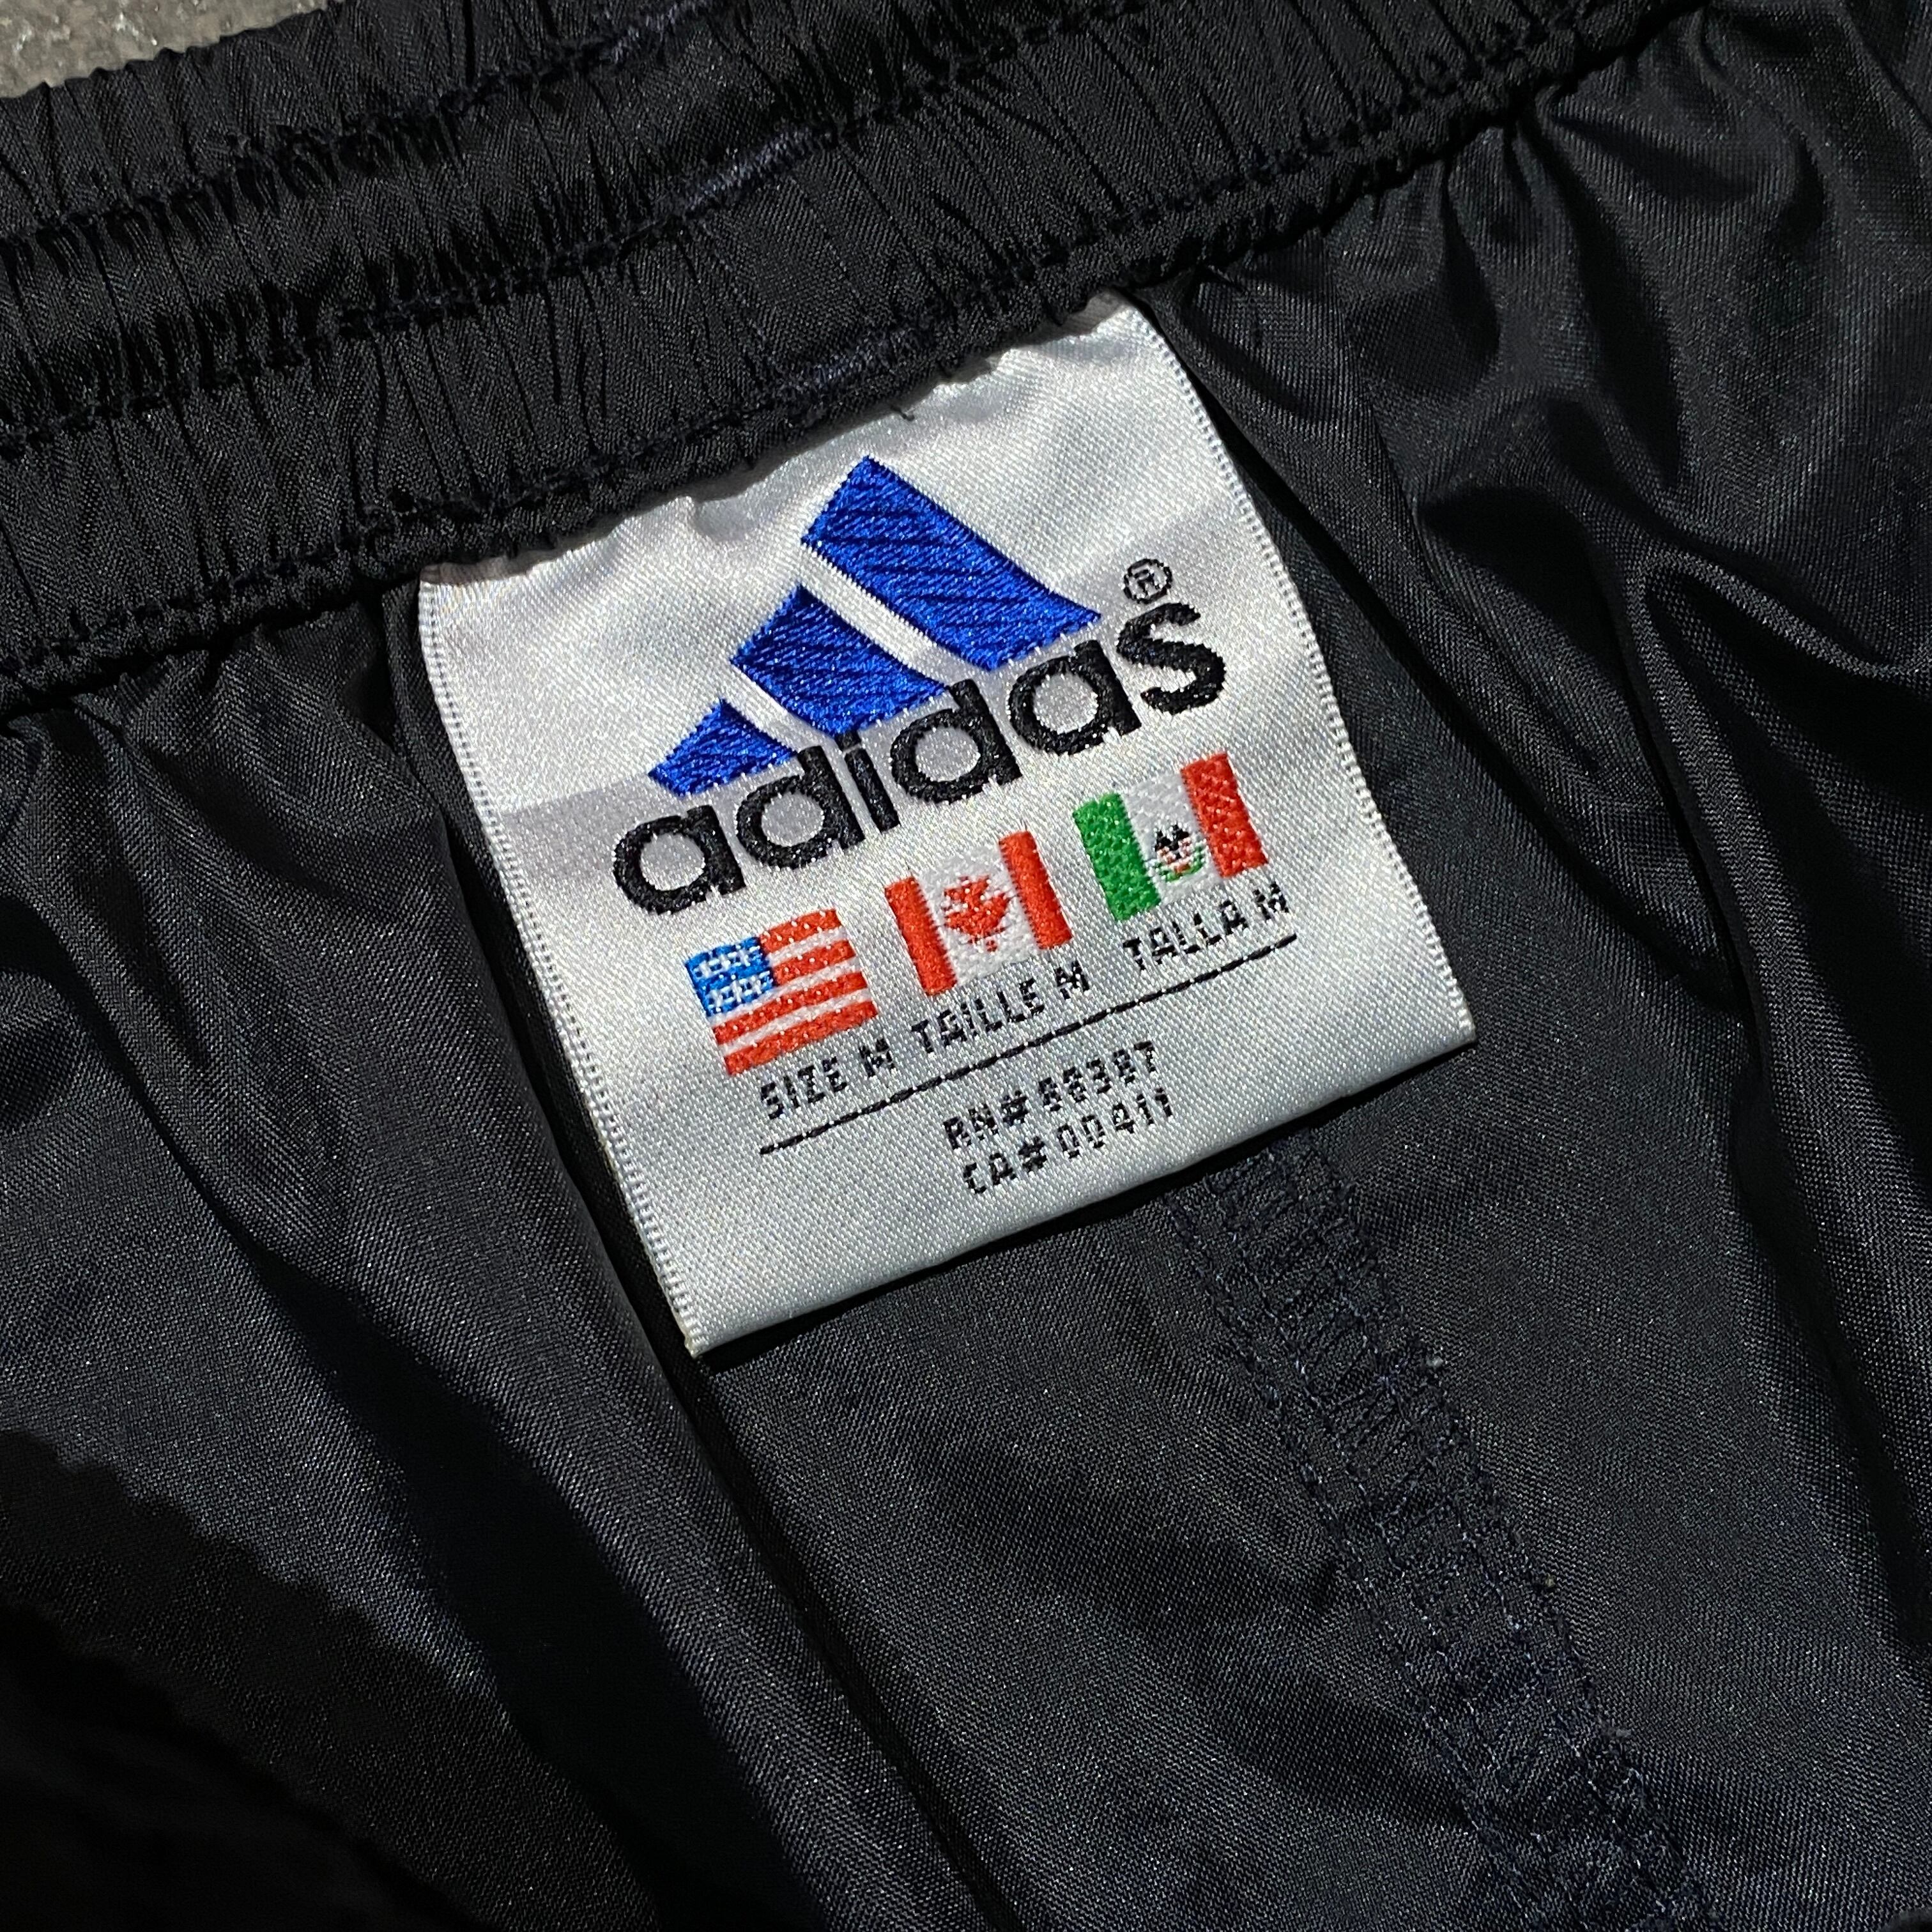 adidas®
SIZE M TAILLE M TALLA M
RN# 88387
CA# 00411